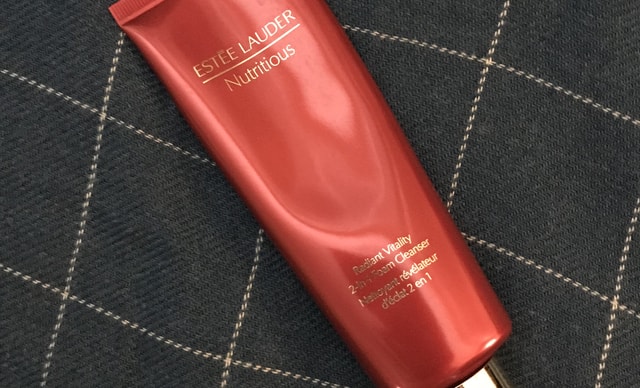 ESTĒE LAUDER
Nutritious
Radiant Vitality
2-in-1 Foam Cleanser
Nettoyant révélateur
d'éclat 2 en 1